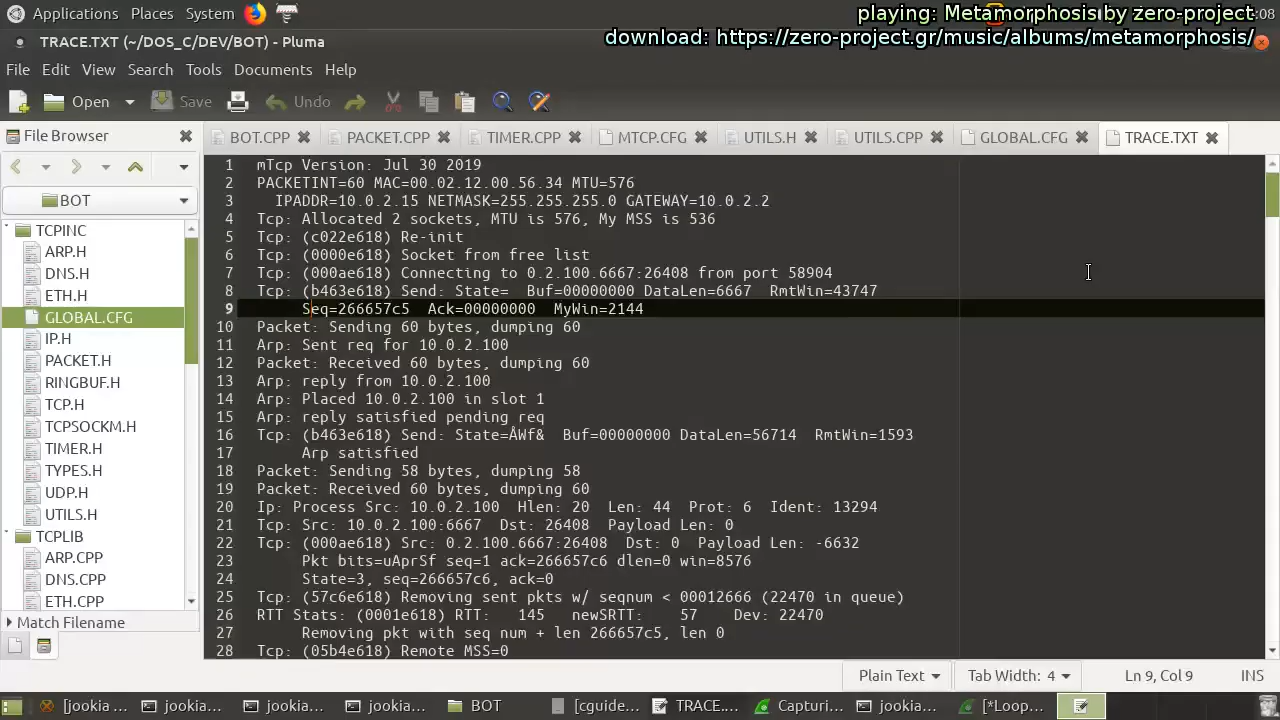 Applications Places System
playing: Metamorphosis by zero-project
:08
download: https://zero-project.gr/music/albums/metamorphosis/
TRACE.TXT (~/DOS_C/DEV/BOT) - Pluma
File Edit View Search Tools Documents Help
Open Save Undo
File Browser
BOT.CPP PACKET.CPP TIMER.CPP MTCP.CFG UTILS.H UTILS.CPP GLOBAL.CFG TRACE.TXT
BOT
TCPINC
ARP.H
DNS.H
ETH.H
GLOBAL.CFG
IP.H
PACKET.H
RINGBUF.H
TCP.H
TCPSOCKM.H
TIMER.H
TYPES.H
UDP.H
UTILS.H
TCPLIB
ARP.CPP
DNS.CPP
ETH.CPP
Match Filename
1 mTcp Version: Jul 30 2019
2 PACKETINT=60 MAC=00.02.12.00.56.34 MTU=576
3 IPADDR=10.0.2.15 NETMASK=255.255.255.0 GATEWAY=10.0.2.2
4 Tcp: Allocated 2 sockets, MTU is 576, My MSS is 536
5 Tcp: (c022e618) Re-init
6 Tcp: (0000e618) Socket from free list
7 Tcp: (000ae618) Connecting to 0.2.100.6667:26408 from port 58904
8 Tcp: (b463e618) Send: State=  Buf=00000000 DataLen=6667  RmtWin=43747
9 Seq=266657c5  Ack=00000000  MyWin=2144
10 Packet: Sending 60 bytes, dumping 60
11 Arp: Sent req for 10.0.2.100
12 Packet: Received 60 bytes, dumping 60
13 Arp: reply from 10.0.2.100
14 Arp: Placed 10.0.2.100 in slot 1
15 Arp: reply satisfied pending req
16 Tcp: (b463e618) Send: State=ÅWf&  Buf=00000000 DataLen=56714  RmtWin=1593
17 Arp satisfied
18 Packet: Sending 58 bytes, dumping 58
19 Packet: Received 60 bytes, dumping 60
20 Ip: Process Src: 10.0.2.100  Hlen: 20  Len: 44  Prot: 6  Ident: 13294
21 Tcp: Src: 10.0.2.100:6667  Dst: 26408  Payload Len: 0
22 Tcp: (000ae618) Src: 0.2.100.6667:26408  Dst: 0  Payload Len: -6632
23 Pkt bits=uAprSf seq=1 ack=266657c6 dlen=0 win=8576
24 State=3, seq=266657c6, ack=0
25 Tcp: (57c6e618) Removing sent pkts w/ seqnum < 00012666 (22470 in queue)
26 RTT Stats: (0001e618) RTT:   145  newSRTT:    57    Dev: 22470
27 Removing pkt with seq num + len 266657c5, len 0
28 Tcp: (05b4e618) Remote MSS=0
Plain Text Tab Width: 4 Ln 9, Col 9 INS
[jookia ... jookia... jookia... jookia... BOT [cguide... TRACE.... Capturi... jookia... [*Loop...